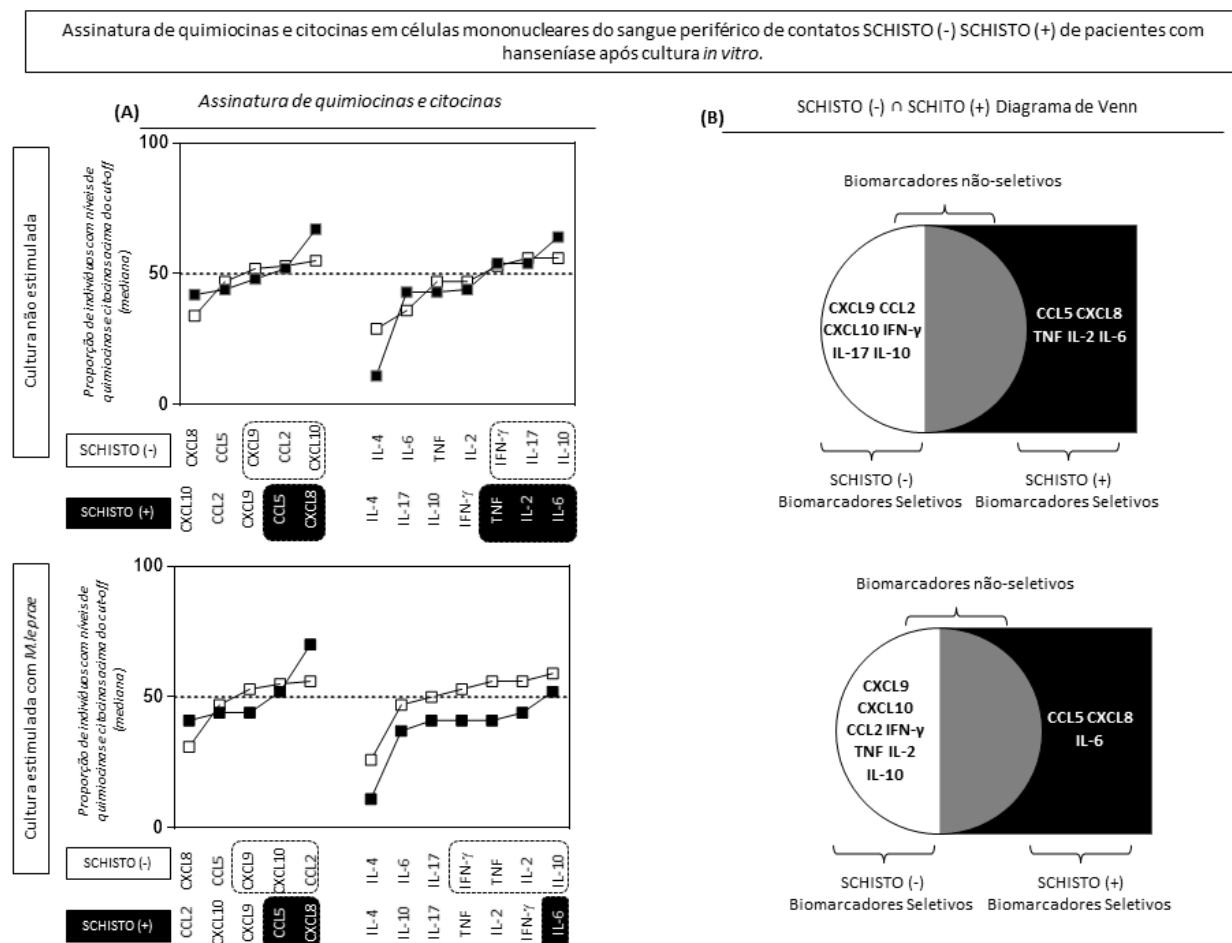 Assinatura de quimiocinas e citocinas em células mononucleares do sangue periférico de contatos SCHISTO (-) SCHISTO (+) de pacientes com
hanseníase após cultura in vitro.
(A)
Assinatura de quimiocinas e citocinas
(B)
SCHISTO (-) ∩ SCHITO (+) Diagrama de Venn
Cultura não estimulada
Proporção de indivíduos com níveis de
quimiocinas e citocinas acima do cut-off
(mediana)
100
50
0
SCHISTO (-)
CXCL8
CCL5
CXCL9
CCL2
CXCL10
IL-4
IL-6
TNF
IL-2
IFN-γ
IL-17
IL-10
SCHISTO (+)
CXCL10
CCL2
CXCL9
CCL5
CXCL8
IL-4
IL-17
IL-10
IFN-γ
TNF
IL-2
IL-6
Biomarcadores não-seletivos
CXCL9 CCL2
CXCL10 IFN-γ
IL-17 IL-10
CCL5 CXCL8
TNF IL-2 IL-6
SCHISTO (-)
Biomarcadores Seletivos
SCHISTO (+)
Biomarcadores Seletivos
Cultura estimulada com M.leprae
Proporção de indivíduos com níveis de
quimiocinas e citocinas acima do cut-off
(mediana)
100
50
0
SCHISTO (-)
CXCL8
CCL5
CXCL9
CXCL10
CCL2
IL-4
IL-6
IL-17
IFN-γ
TNF
IL-2
IL-10
SCHISTO (+)
CCL2
CXCL10
CXCL9
CCL5
CXCL8
IL-4
IL-10
IL-17
TNF
IL-2
IFN-γ
IL-6
Biomarcadores não-seletivos
CXCL9
CXCL10
CCL2 IFN-γ
TNF IL-2
IL-10
CCL5 CXCL8
IL-6
SCHISTO (-)
Biomarcadores Seletivos
SCHISTO (+)
Biomarcadores Seletivos